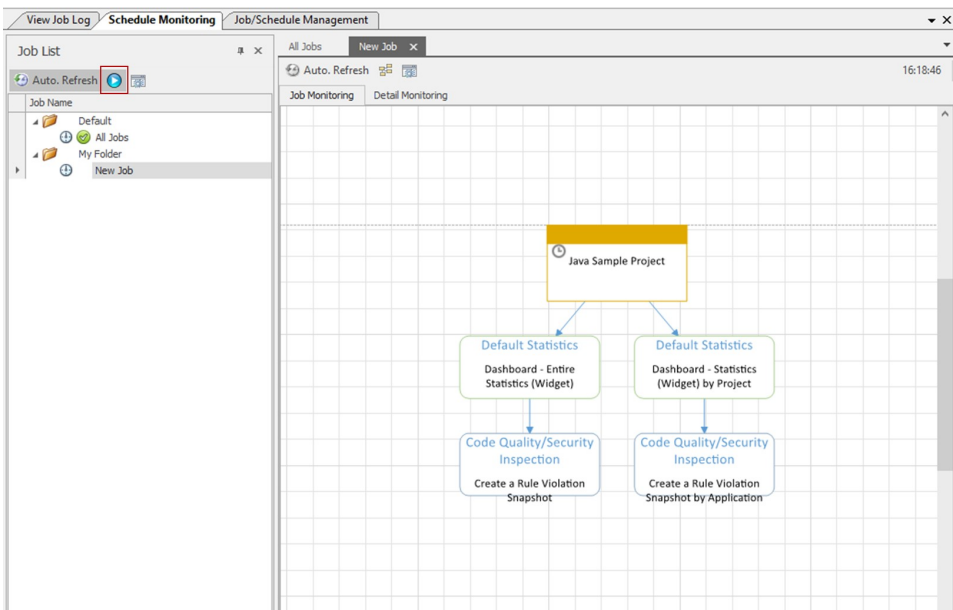 View Job Log Schedule Monitoring Job/Schedule Management
Job List
Auto. Refresh
Job Name
Default
All Jobs
My Folder
New Job
All Jobs New Job
Auto. Refresh 16:18:46
Job Monitoring Detail Monitoring
Java Sample Project
Default Statistics
Dashboard - Entire
Statistics (Widget)
Default Statistics
Dashboard - Statistics
(Widget) by Project
Code Quality/Security
Inspection
Create a Rule Violation
Snapshot
Code Quality/Security
Inspection
Create a Rule Violation
Snapshot by Application